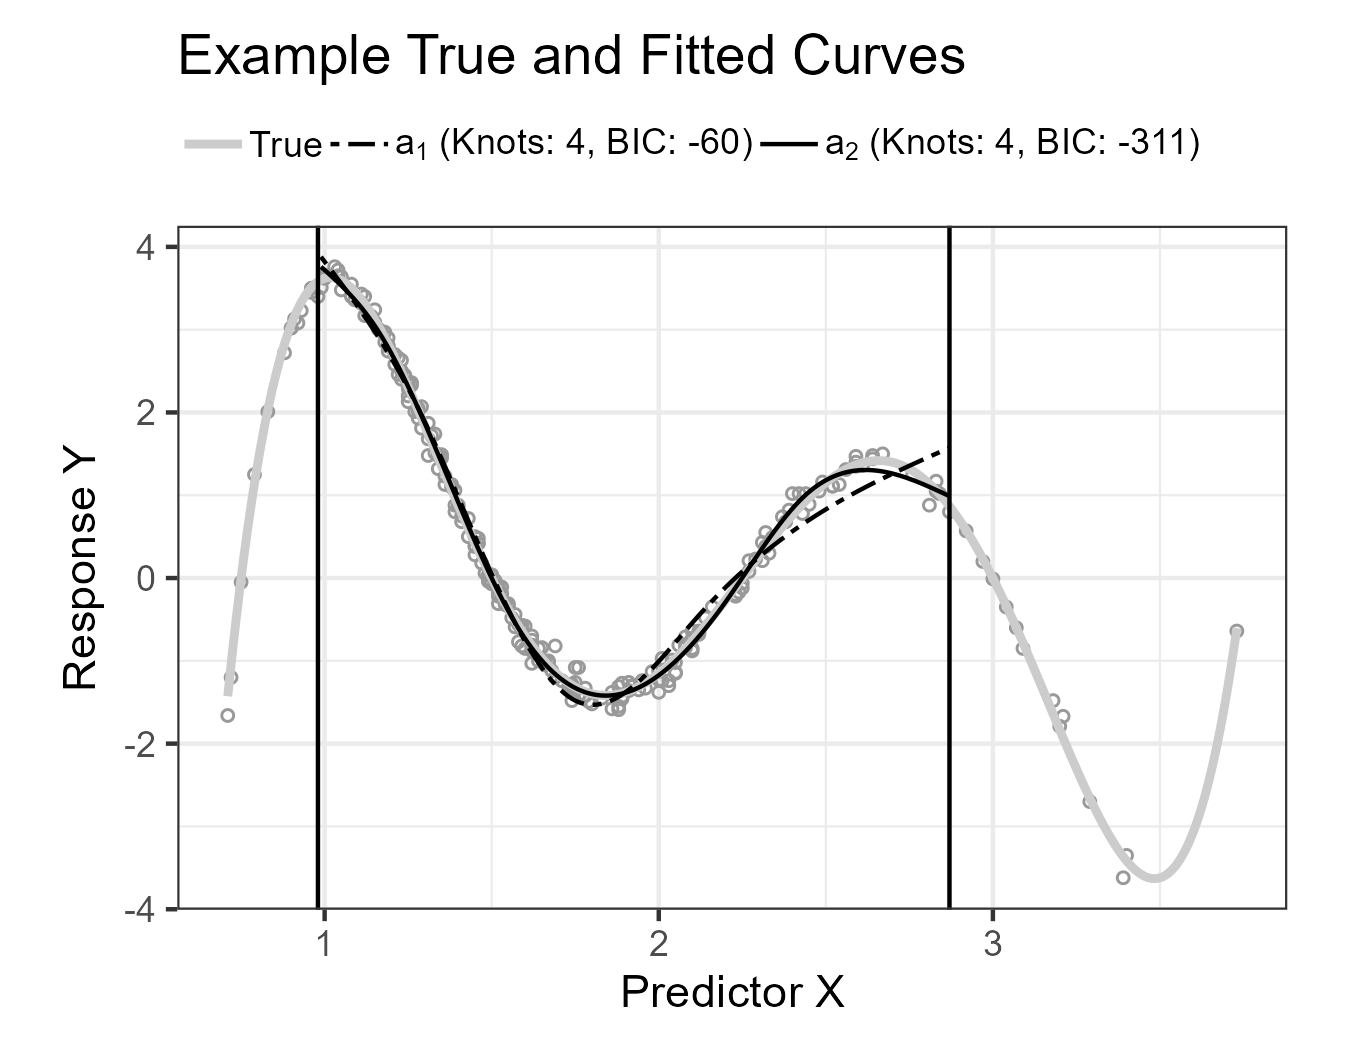 Example True and Fitted Curves
True a₁ (Knots: 4, BIC: -60) a₂ (Knots: 4, BIC: -311)
4
2
0
-2
-4
Response Y
1 2 3
Predictor X